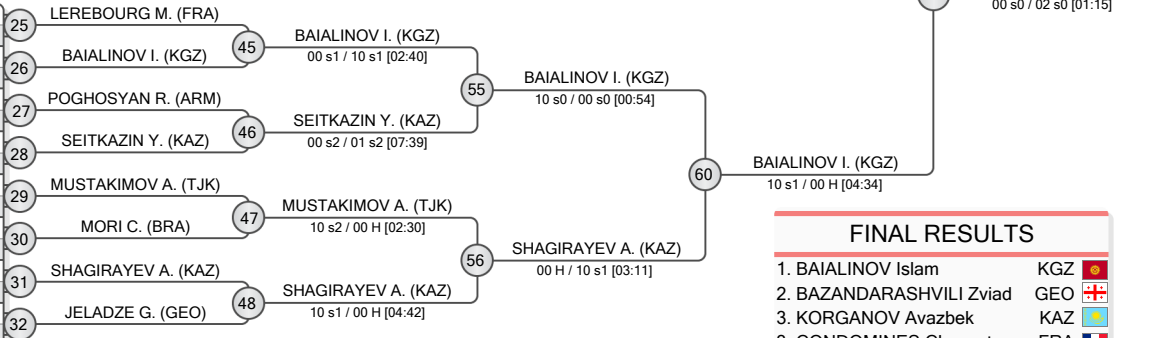 00 s0 / 02 s0 [01:15]
25
LEREBOURG M. (FRA)
26
BAIALINOV I. (KGZ)
45
BAIALINOV I. (KGZ)
00 s1 / 10 s1 [02:40]
27
POGHOSYAN R. (ARM)
28
SEITKAZIN Y. (KAZ)
46
SEITKAZIN Y. (KAZ)
00 s2 / 01 s2 [07:39]
55
BAIALINOV I. (KGZ)
10 s0 / 00 s0 [00:54]
29
MUSTAKIMOV A. (TJK)
30
MORI C. (BRA)
47
MUSTAKIMOV A. (TJK)
10 s2 / 00 H [02:30]
31
SHAGIRAYEV A. (KAZ)
32
JELADZE G. (GEO)
48
SHAGIRAYEV A. (KAZ)
10 s1 / 00 H [04:42]
56
SHAGIRAYEV A. (KAZ)
00 H / 10 s1 [03:11]
60
BAIALINOV I. (KGZ)
10 s1 / 00 H [04:34]
FINAL RESULTS
1. BAIALINOV Islam KGZ
2. BAZANDARASHVILI Zviad GEO
3. KORGANOV Avazbek KAZ